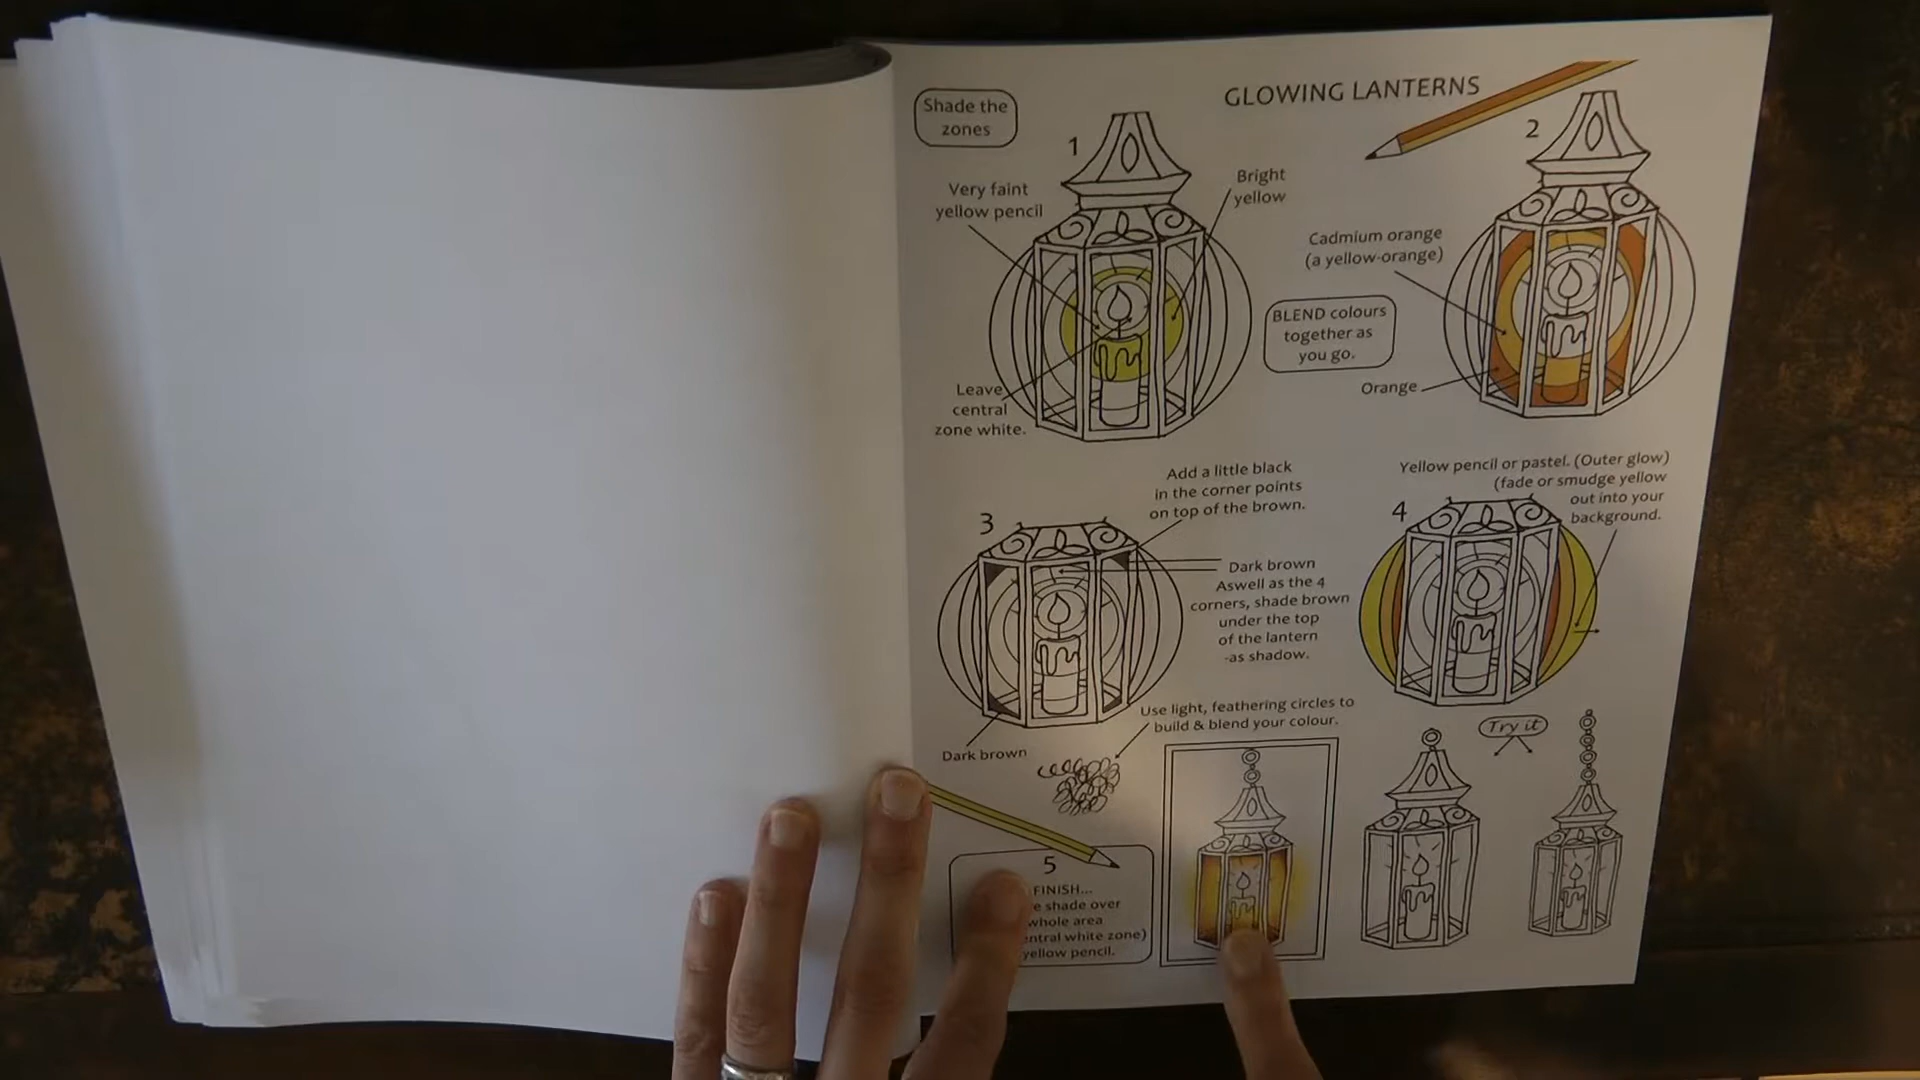 GLOWING LANTERNS
Shade the
zones
1
Very faint
yellow pencil
Bright
yellow
Leave
central
zone white.
2
Cadmium orange
(a yellow-orange)
BLEND colours
together as
you go.
Orange
3
Add a little black
in the corner points
on top of the brown.
Dark brown
Aswell as the 4
corners, shade brown
under the top
of the lantern
-as shadow.
Dark brown
4
Yellow pencil or pastel. (Outer glow)
(fade or smudge yellow
out into your
background.
Use light, feathering circles to
build & blend your colour.
Try it
5
FINISH...
shade over
whole area
white zone)
yellow pencil.